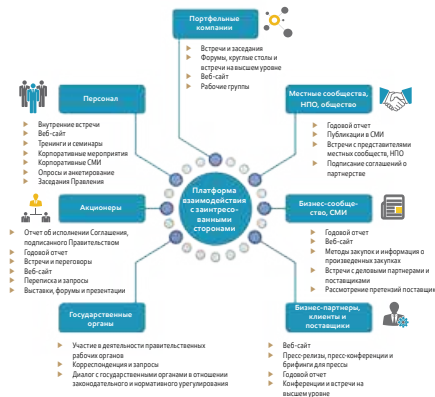 Портфельные
компании
Встречи и заседания
Форумы, круглые столы и
встречи на высшем уровне
Веб-сайт
Рабочие группы
Персонал
Внутренние встречи
Веб-сайт
Тренинги и семинары
Корпоративные мероприятия
Корпоративные СМИ
Опросы и анкетирование
Заседания Правления
Местные сообщества,
НПО, общество
Годовой отчет
Публикации в СМИ
Встречи с представителями
местных сообществ, НПО
Подписание соглашений о
партнерстве
Платформа
взаимодействия
с заинтересо-
ванными
сторонами
Акционеры
Отчет об исполнении Соглашения,
подписанного Правительством
Годовой отчет
Встречи и переговоры
Веб-сайт
Переписка и запросы
Выставки, форумы и презентации
Бизнес-сообще-
ство, СМИ
Годовой отчет
Веб-сайт
Методы закупок и информация о
произведенных закупках
Встречи с деловыми партнерами и
поставщиками
Рассмотрение претензий поставщик
Государственные
органы
Участие в деятельности правительственных
рабочих органов
Корреспонденция и запросы
Диалог с государственными органами в отношении
законодательного и нормативного урегулирования
Бизнес-партнеры,
клиенты и
поставщики
Веб-сайт
Пресс-релизы, пресс-конференции и
брифинги для прессы
Годовой отчет
Конференции и встречи на
высшем уровне